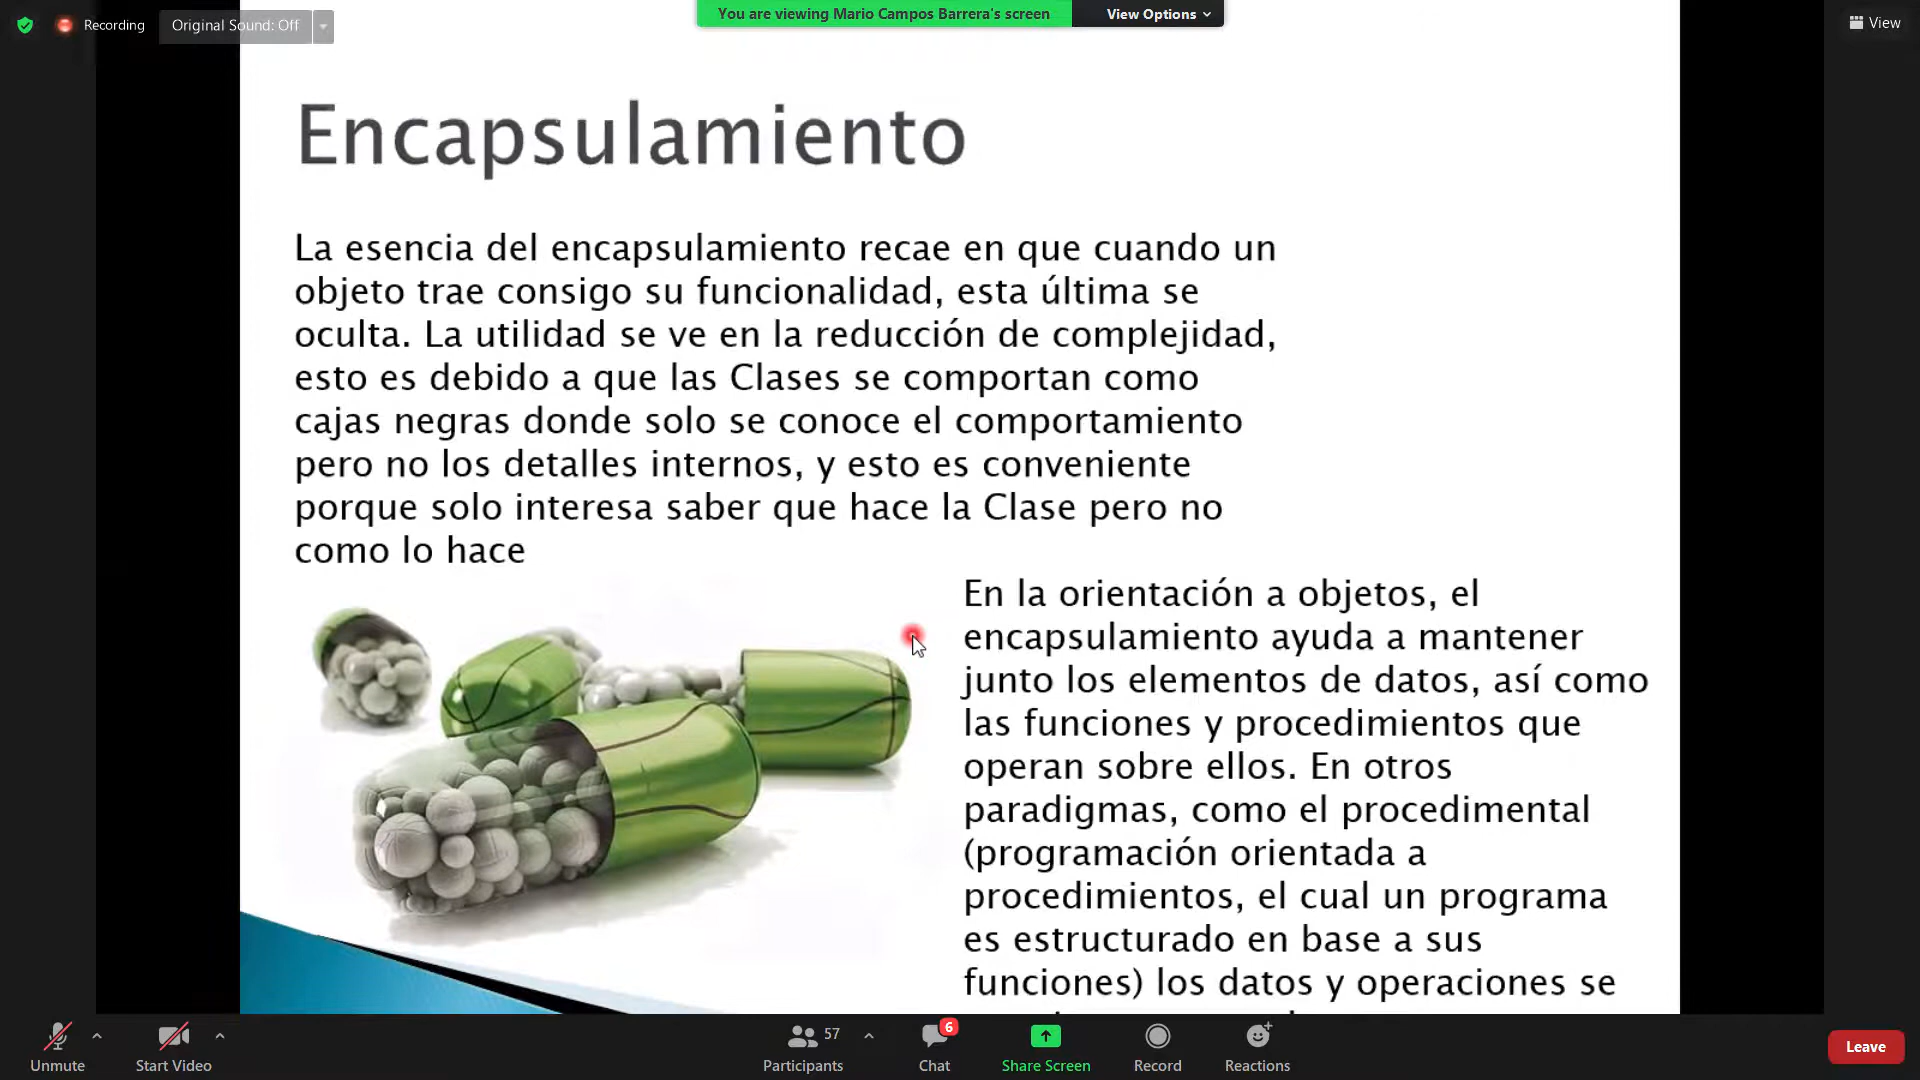 Recording
Original Sound: Off
You are viewing Mario Campos Barrera's screen
View Options
View
Encapsulamiento
La esencia del encapsulamiento recae en que cuando un
objeto trae consigo su funcionalidad, esta última se
oculta. La utilidad se ve en la reducción de complejidad,
esto es debido a que las Clases se comportan como
cajas negras donde solo se conoce el comportamiento
pero no los detalles internos, y esto es conveniente
porque solo interesa saber que hace la Clase pero no
como lo hace
En la orientación a objetos, el
encapsulamiento ayuda a mantener
junto los elementos de datos, así como
las funciones y procedimientos que
operan sobre ellos. En otros
paradigmas, como el procedimental
(programación orientada a
procedimientos, el cual un programa
es estructurado en base a sus
funciones) los datos y operaciones se
Unmute
Start Video
57
Participants
6
Chat
Share Screen
Record
Reactions
Leave